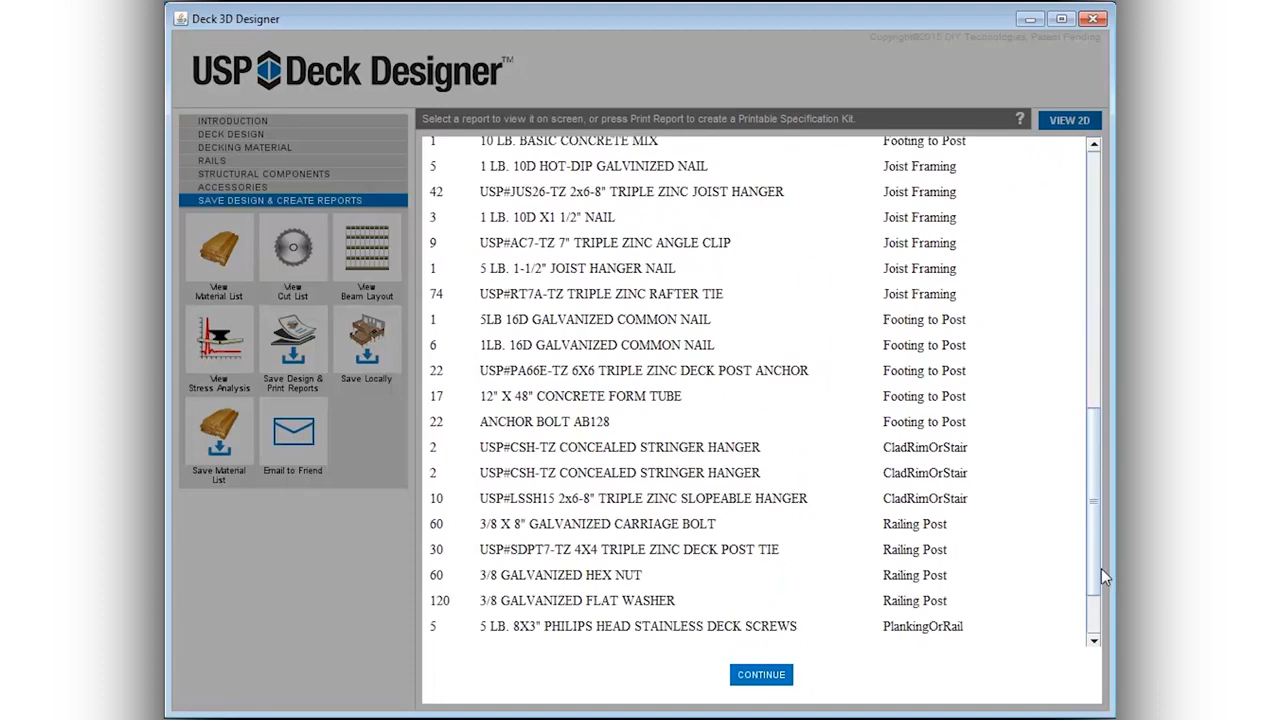 Deck 3D Designer
Copyright©2015 DIY Technologies, Patent Pending
USP Deck Designer™
INTRODUCTION
DECK DESIGN
DECKING MATERIAL
RAILS
STRUCTURAL COMPONENTS
ACCESSORIES
SAVE DESIGN & CREATE REPORTS
View Material List
View Cut List
View Beam Layout
View Stress Analysis
Save Design & Print Reports
Save Locally
Save Material List
Email to Friend
Select a report to view it on screen, or press Print Report to create a Printable Specification Kit.
?
VIEW 2D
1 10 LB. BASIC CONCRETE MIX Footing to Post
5 1 LB. 10D HOT-DIP GALVINIZED NAIL Joist Framing
42 USP#JUS26-TZ 2x6-8" TRIPLE ZINC JOIST HANGER Joist Framing
3 1 LB. 10D X1 1/2" NAIL Joist Framing
9 USP#AC7-TZ 7" TRIPLE ZINC ANGLE CLIP Joist Framing
1 5 LB. 1-1/2" JOIST HANGER NAIL Joist Framing
74 USP#RT7A-TZ TRIPLE ZINC RAFTER TIE Joist Framing
1 5LB 16D GALVANIZED COMMON NAIL Footing to Post
6 1LB. 16D GALVANIZED COMMON NAIL Footing to Post
22 USP#PA66E-TZ 6X6 TRIPLE ZINC DECK POST ANCHOR Footing to Post
17 12" X 48" CONCRETE FORM TUBE Footing to Post
22 ANCHOR BOLT AB128 Footing to Post
2 USP#CSH-TZ CONCEALED STRINGER HANGER CladRimOrStair
2 USP#CSH-TZ CONCEALED STRINGER HANGER CladRimOrStair
10 USP#LSSH15 2x6-8" TRIPLE ZINC SLOPEABLE HANGER CladRimOrStair
60 3/8 X 8" GALVANIZED CARRIAGE BOLT Railing Post
30 USP#SDPT7-TZ 4X4 TRIPLE ZINC DECK POST TIE Railing Post
60 3/8 GALVANIZED HEX NUT Railing Post
120 3/8 GALVANIZED FLAT WASHER Railing Post
5 5 LB. 8X3" PHILIPS HEAD STAINLESS DECK SCREWS PlankingOrRail
CONTINUE